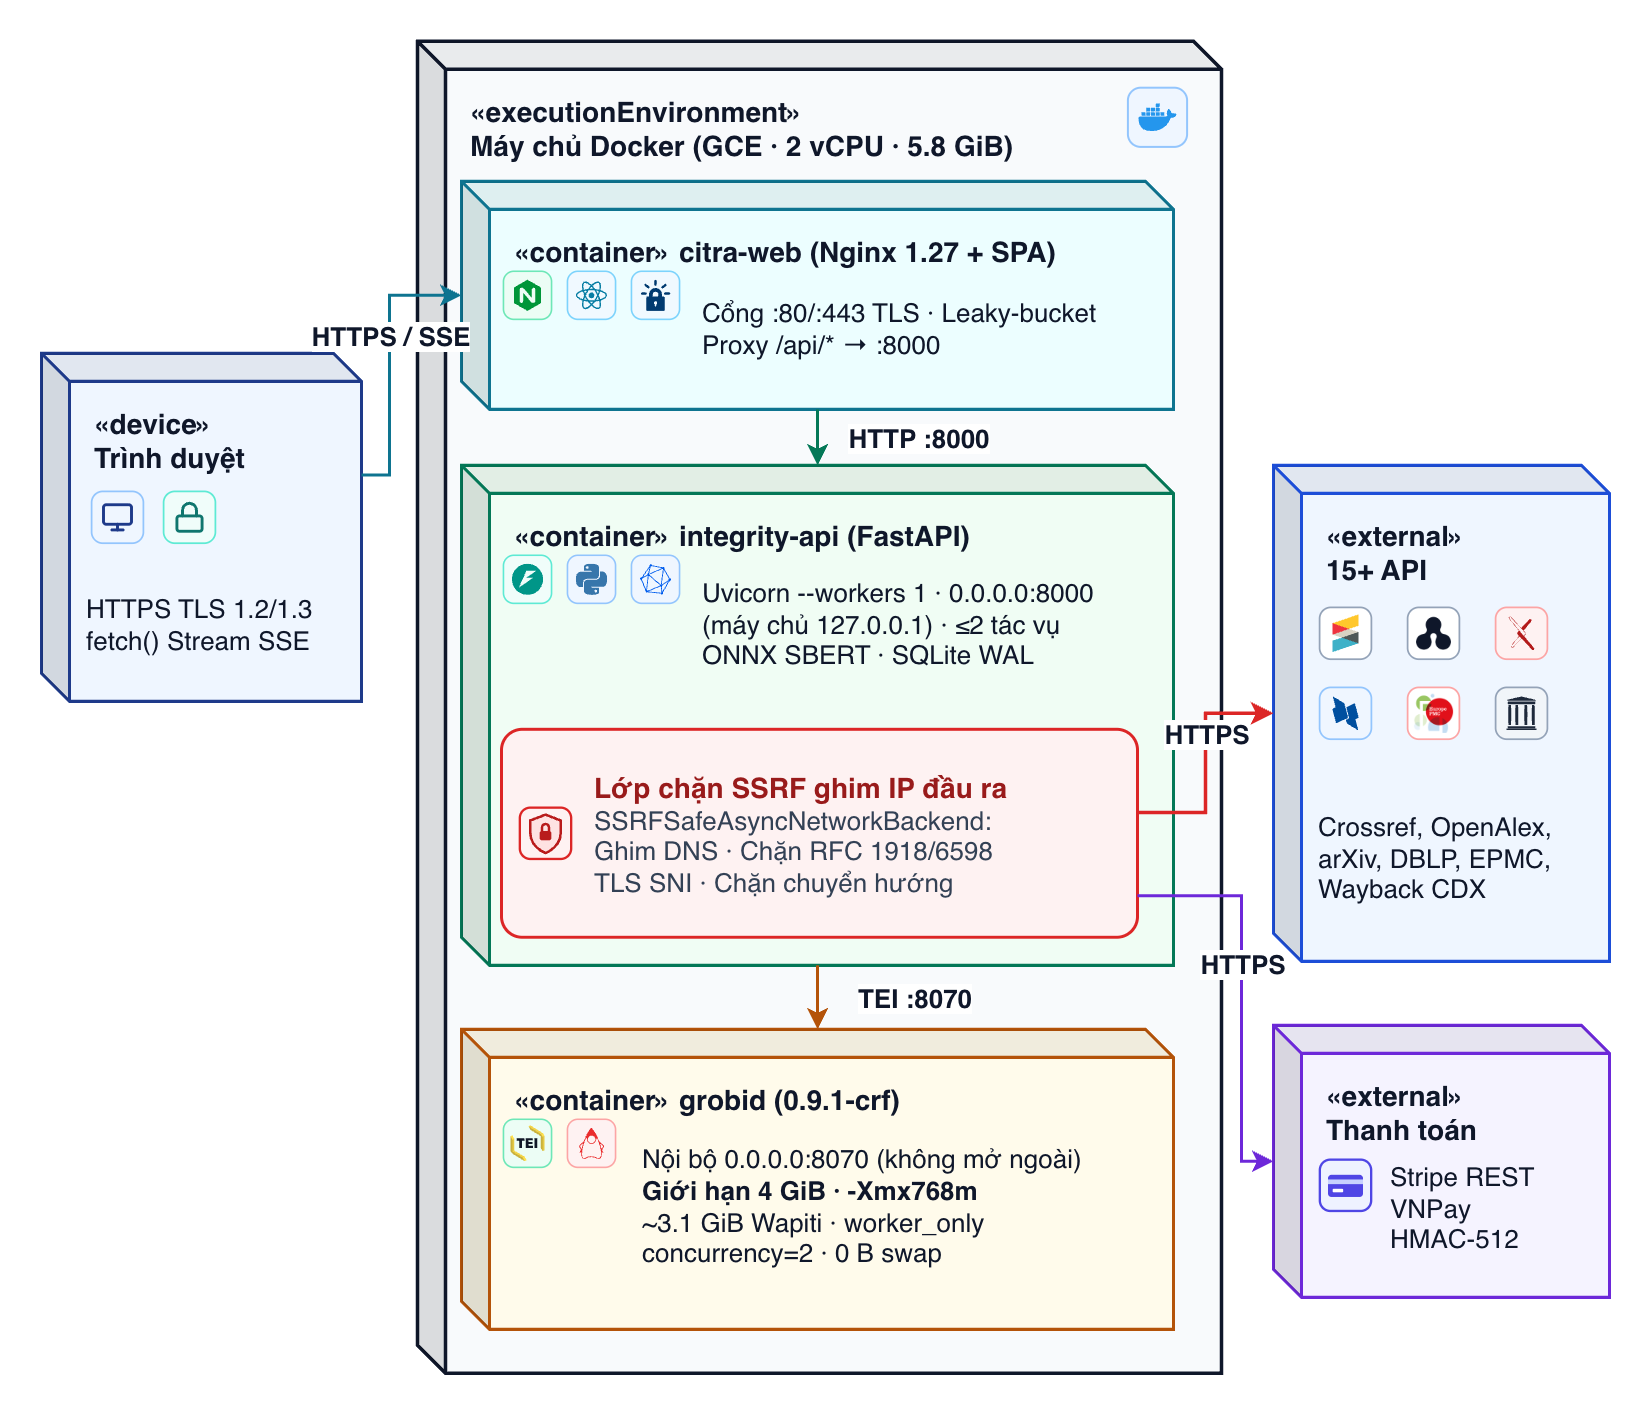 «executionEnvironment»
Máy chủ Docker (GCE · 2 vCPU · 5.8 GiB)
«container» citra-web (Nginx 1.27 + SPA)
Cổng :80/:443 TLS · Leaky-bucket
Proxy /api/* → :8000
HTTPS / SSE
«device»
Trình duyệt
HTTPS TLS 1.2/1.3
fetch() Stream SSE
HTTP :8000
«container» integrity-api (FastAPI)
Uvicorn --workers 1 · 0.0.0.0:8000
(máy chủ 127.0.0.1) · ≤2 tác vụ
ONNX SBERT · SQLite WAL
Lớp chặn SSRF ghim IP đầu ra
SSRFSafeAsyncNetworkBackend:
Ghim DNS · Chặn RFC 1918/6598
TLS SNI · Chặn chuyển hướng
HTTPS
«external»
15+ API
Europe PMC
Crossref, OpenAlex,
arXiv, DBLP, EPMC,
Wayback CDX
HTTPS
TEI :8070
«container» grobid (0.9.1-crf)
TEI
Nội bộ 0.0.0.0:8070 (không mở ngoài)
Giới hạn 4 GiB · -Xmx768m
~3.1 GiB Wapiti · worker_only
concurrency=2 · 0 B swap
«external»
Thanh toán
Stripe REST
VNPay
HMAC-512